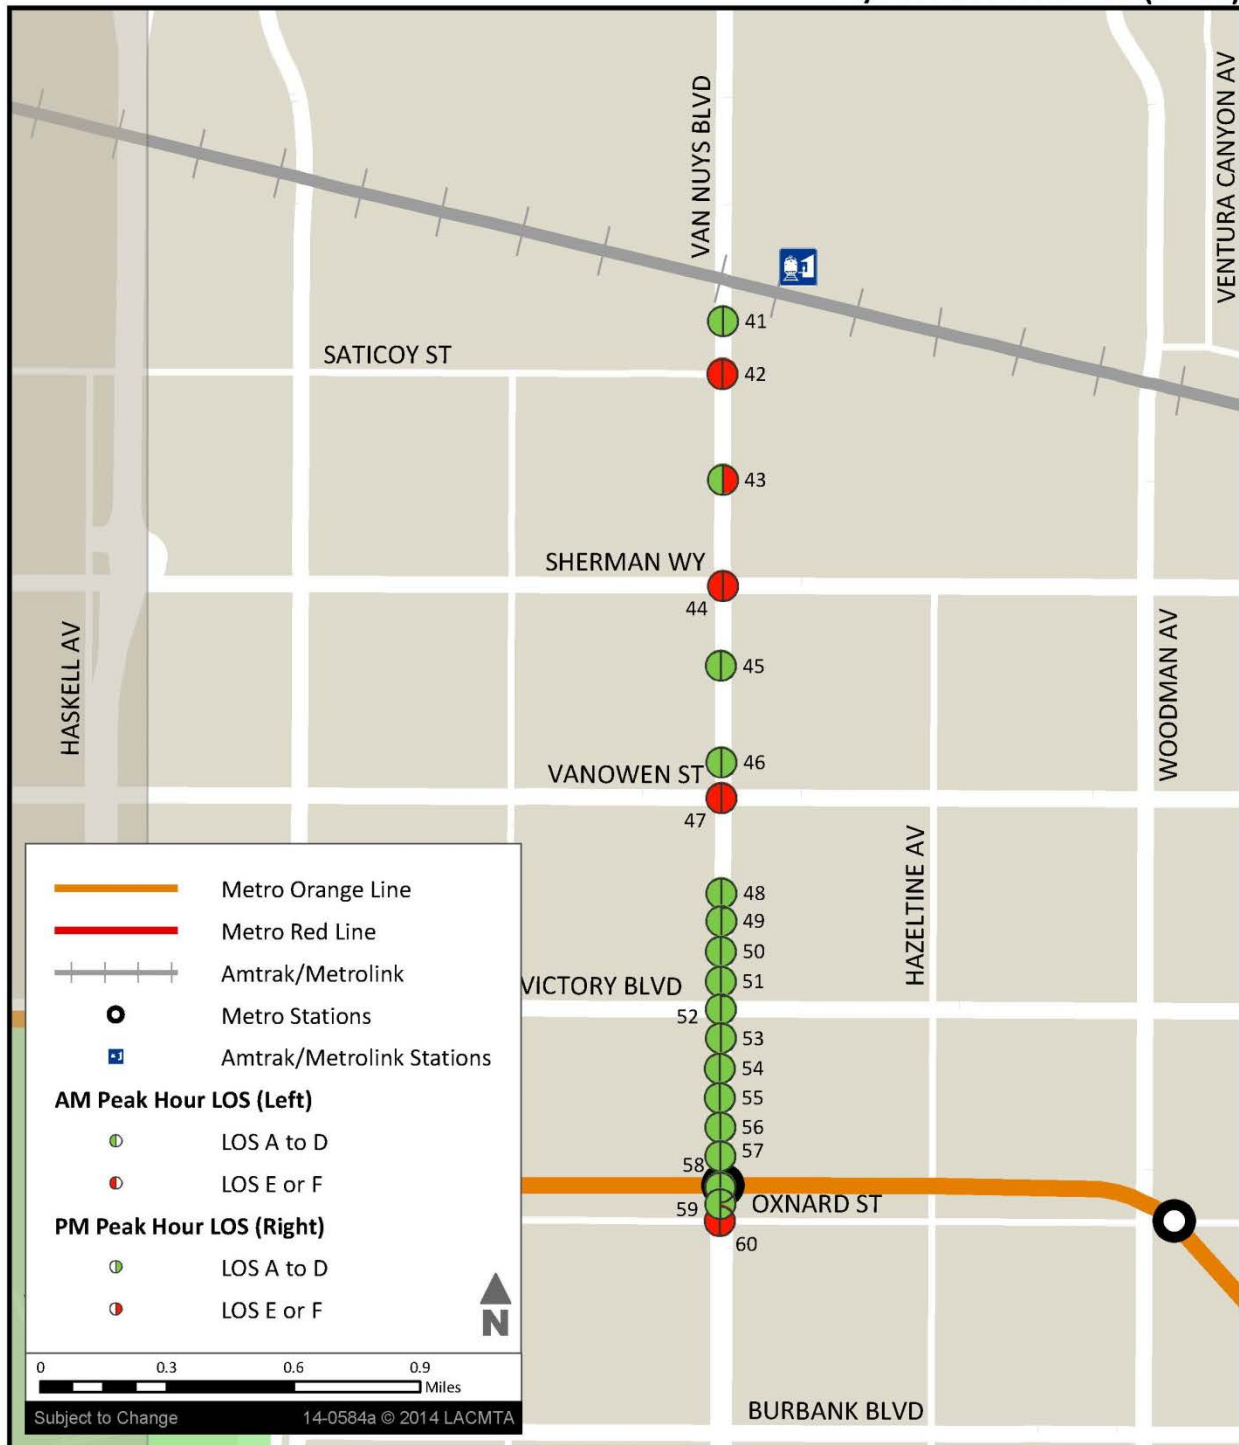 VAN NUYS BLVD
VENTURA CANYON AV
41
SATICOY ST
42
43
SHERMAN WY
44
HASKELL AV
WOODMAN AV
45
46
VANOWEN ST
47
HAZELTINE AV
48
49
50
51
VICTORY BLVD
52
53
54
55
56
57
58
59
OXNARD ST
60
BURBANK BLVD
Metro Orange Line
Metro Red Line
Amtrak/Metrolink
Metro Stations
Amtrak/Metrolink Stations
AM Peak Hour LOS (Left)
LOS A to D
LOS E or F
PM Peak Hour LOS (Right)
LOS A to D
LOS E or F
N
0 0.3 0.6 0.9
Miles
Subject to Change 14-0584a © 2014 LACMTA